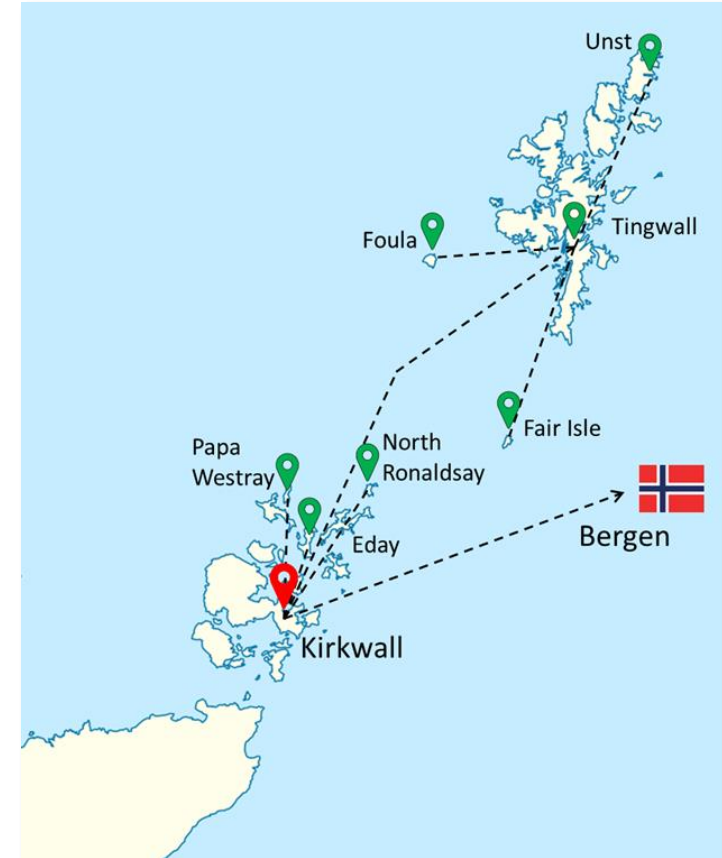 Unst
Tingwall
Foula
Fair Isle
North
Ronaldsay
Papa
Westray
Eday
Bergen
Kirkwall